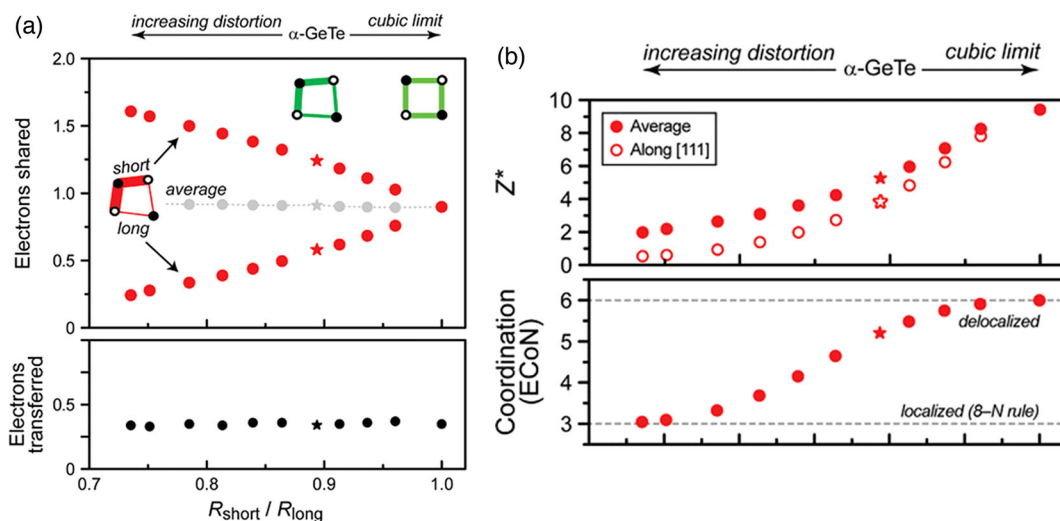 (a)
increasing distortion cubic limit
α-GeTe
2.0
1.5
1.0
0.5
0
Electrons shared
short
average
long
0.5
0
Electrons
transferred
0.7 0.8 0.9 1.0
Rshort / Rlong
(b)
increasing distortion cubic limit
α-GeTe
10
8
6
4
2
0
Z*
Average
Along [111]
6
5
4
3
Coordination
(ECoN)
delocalized
localized (8–N rule)